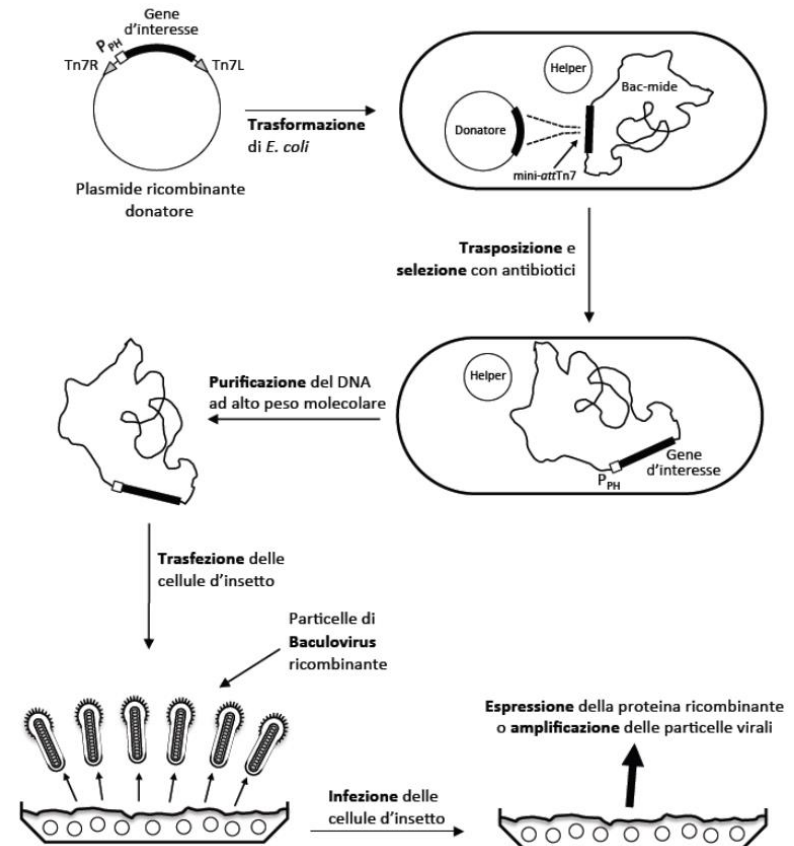 Gene
d'interesse
P_PH
Tn7R
Tn7L
Plasmide ricombinante
donatore
Trasformazione
di E. coli
Helper
Bac-mide
Donatore
mini-attTn7
Trasposizione e
selezione con antibiotici
Helper
Gene
d'interesse
P_PH
Purificazione del DNA
ad alto peso molecolare
Trasfezione delle
cellule d'insetto
Particelle di
Baculovirus
ricombinante
Infezione delle
cellule d'insetto
Espressione della proteina ricombinante
o amplificazione delle particelle virali